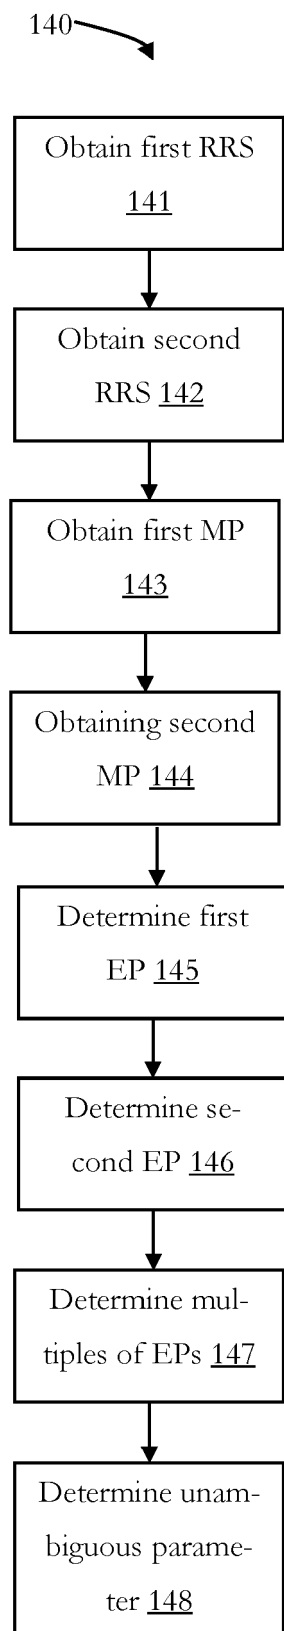 140
Obtain first RRS
141
Obtain second
RRS 142
Obtain first MP
143
Obtaining second
MP 144
Determine first
EP 145
Determine se-
cond EP 146
Determine mul-
tiples of EPs 147
Determine unam-
biguous parame-
ter 148